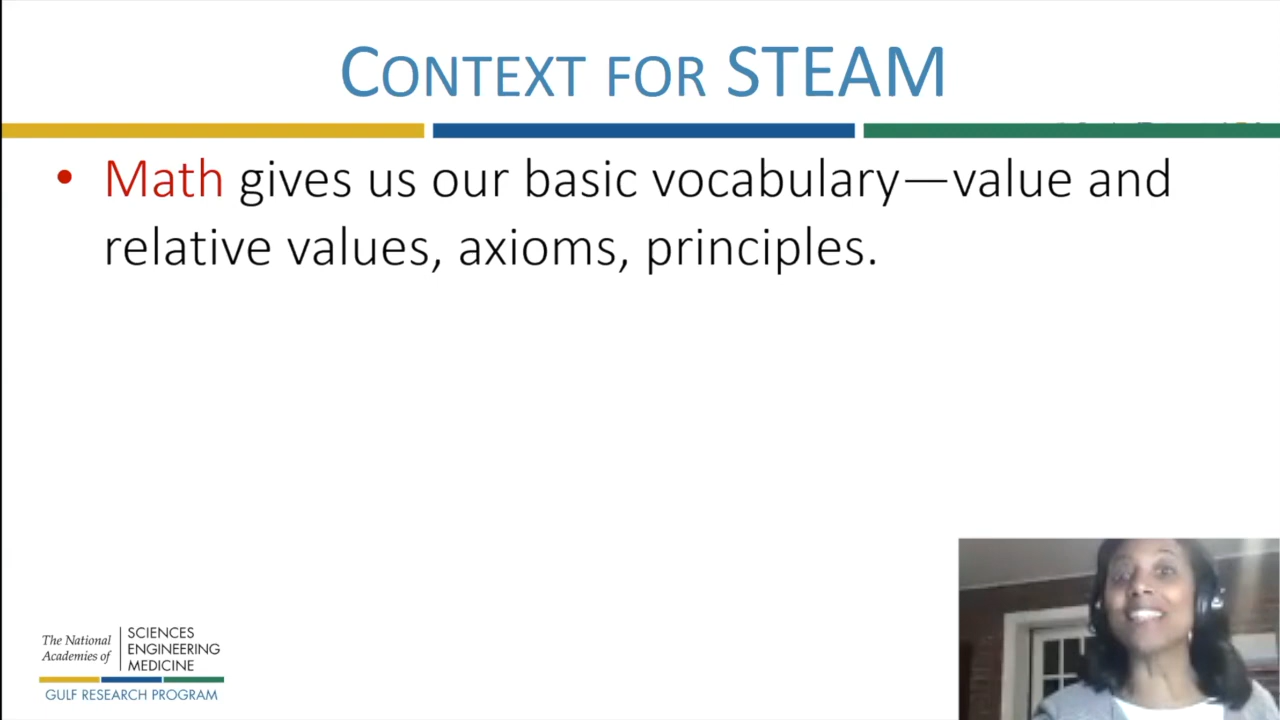 CONTEXT FOR STEAM
• Math gives us our basic vocabulary—value and
relative values, axioms, principles.
The National
Academies of
SCIENCES
ENGINEERING
MEDICINE
GULF RESEARCH PROGRAM